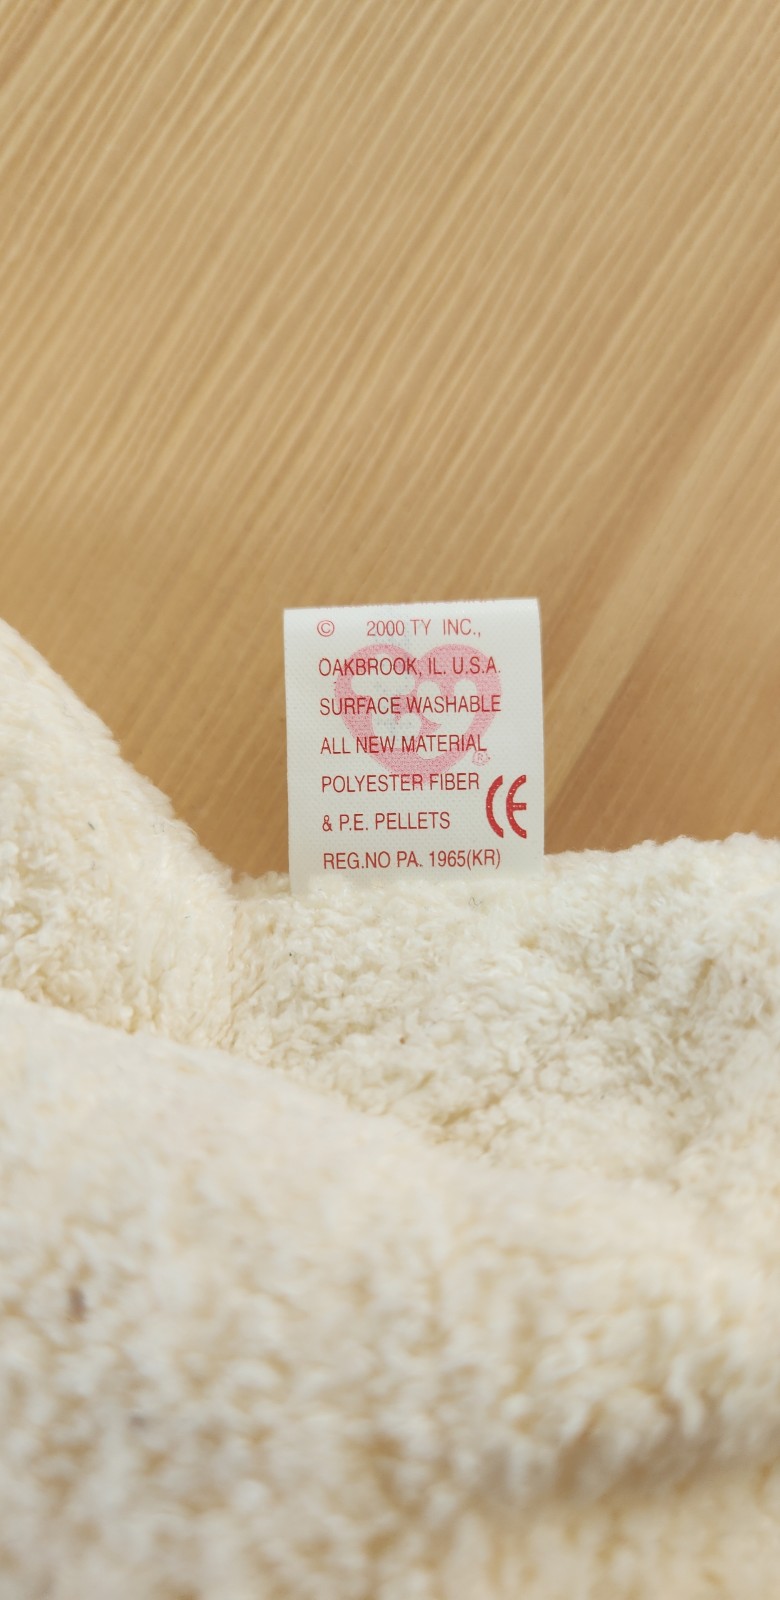 © 2000 TY INC.,
OAKBROOK, IL. U.S.A.
SURFACE WASHABLE
ALL NEW MATERIAL
POLYESTER FIBER
& P.E. PELLETS CE
REG.NO PA. 1965(KR)